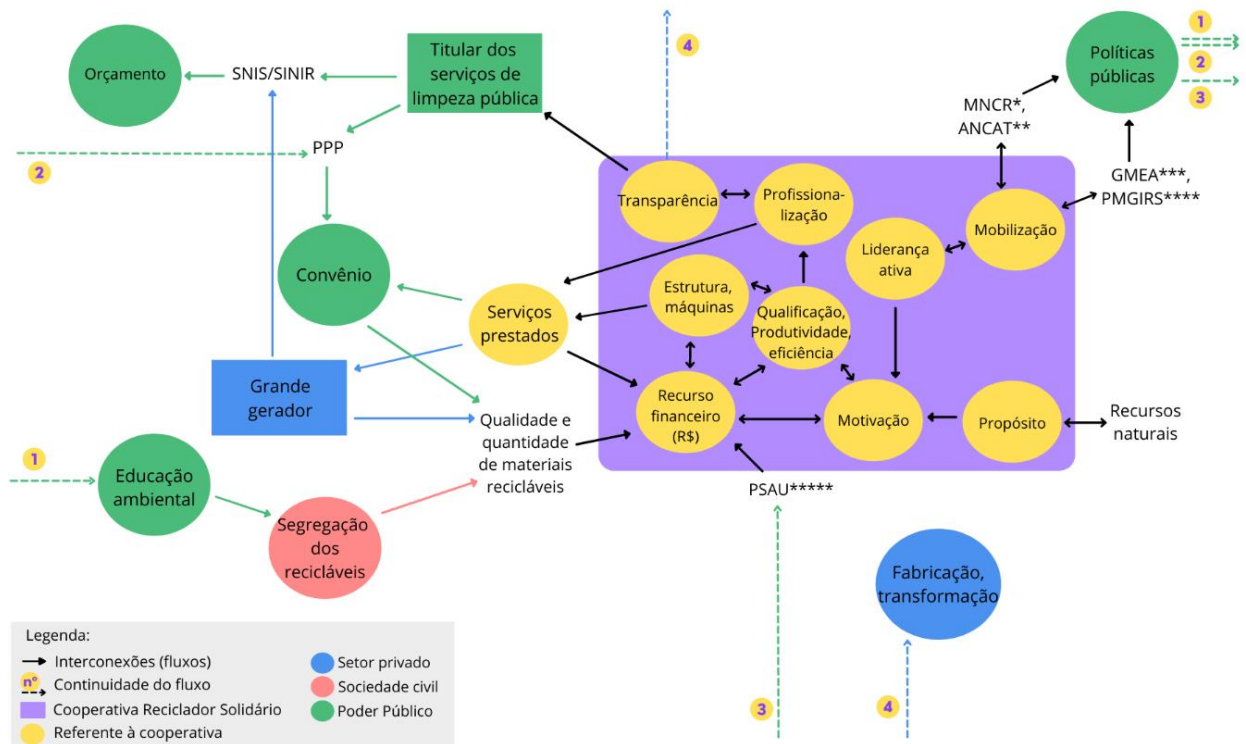 Orçamento
SNIS/SINIR
Titular dos
serviços de
limpeza pública
4
Políticas
públicas
1
2
3
MNCR*,
ANCAT**
GMEA***,
PMGIRS****
2
PPP
Convênio
Transparência
Profissiona-
lização
Liderança
ativa
Mobilização
Estrutura,
máquinas
Qualificação,
Produtividade,
eficiência
Serviços
prestados
Grande
gerador
Recurso
financeiro
(R$)
Motivação
Propósito
Recursos
naturais
Qualidade e
quantidade
de materiais
recicláveis
1
Educação
ambiental
Segregação
dos
recicláveis
PSAU*****
Fabricação,
transformação
3
4
Legenda:
Interconexões (fluxos)
nº
Continuidade do fluxo
Cooperativa Reciclador Solidário
Referente à cooperativa
Setor privado
Sociedade civil
Poder Público